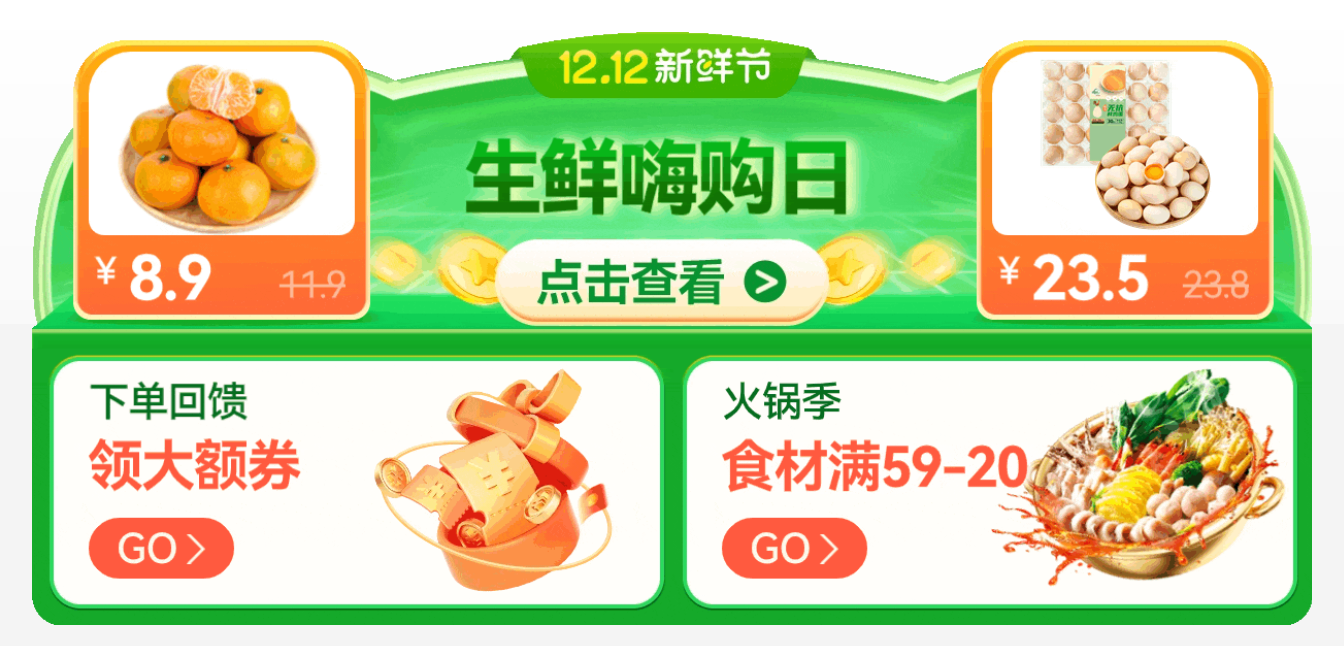 12.12新鲜节
生鲜嗨购日
点击查看 >
¥8.9 11.9
¥23.5 23.8
下单回馈
领大额券
GO >
火锅季
食材满59-20
GO >